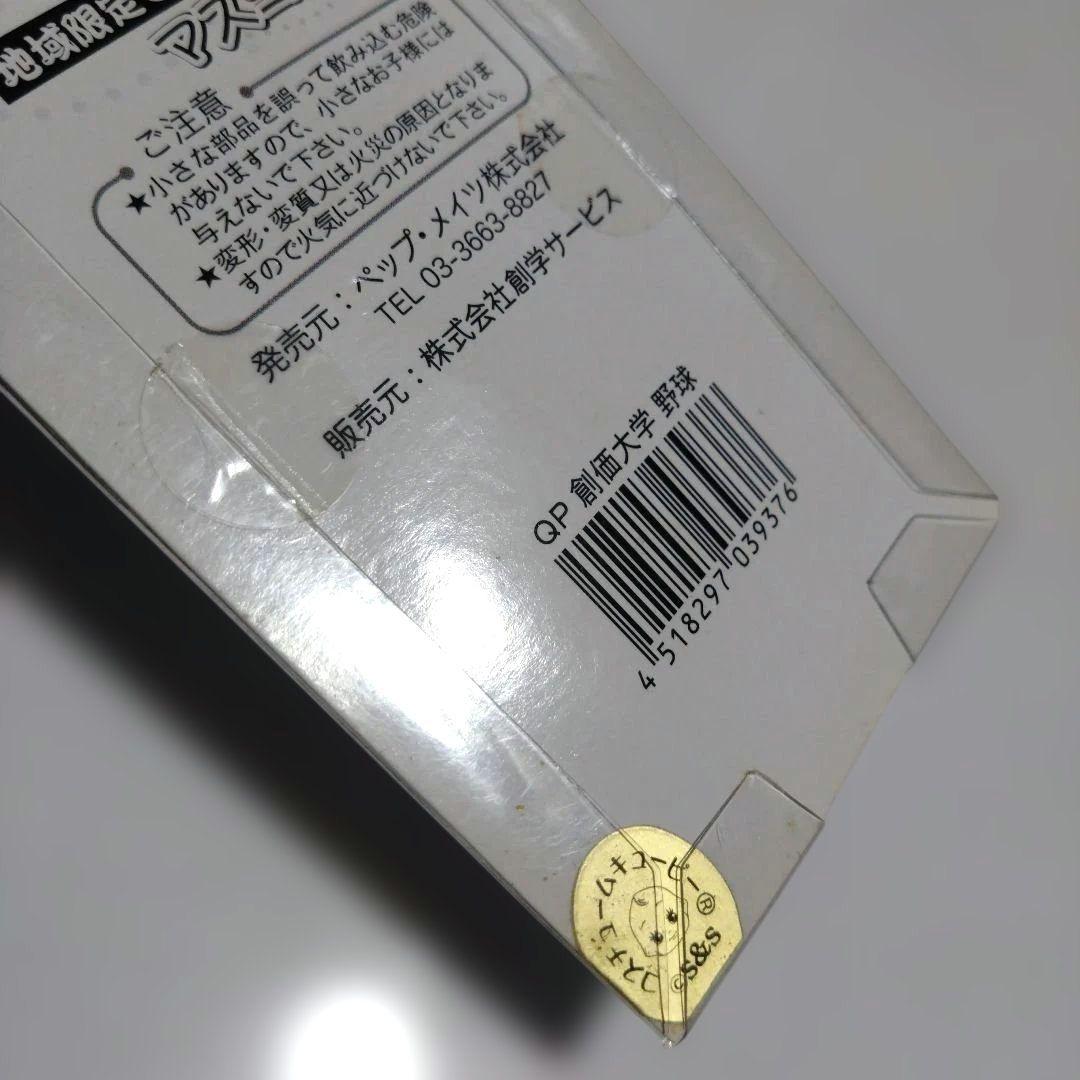 地域限定
マスコ
ご注意
★小さな部品を誤って飲み込む危険
がありますので、小さなお子様には
与えないで下さい。
★変形・変質又は火災の原因となりま
すので火気に近づけないで下さい。
発売元：ペップ・メイツ株式会社
TEL 03-3663-8827
販売元：株式会社創学サービス
QP 創価大学 野球
4 518297 039376
コスチュームキューピー®
©S&S